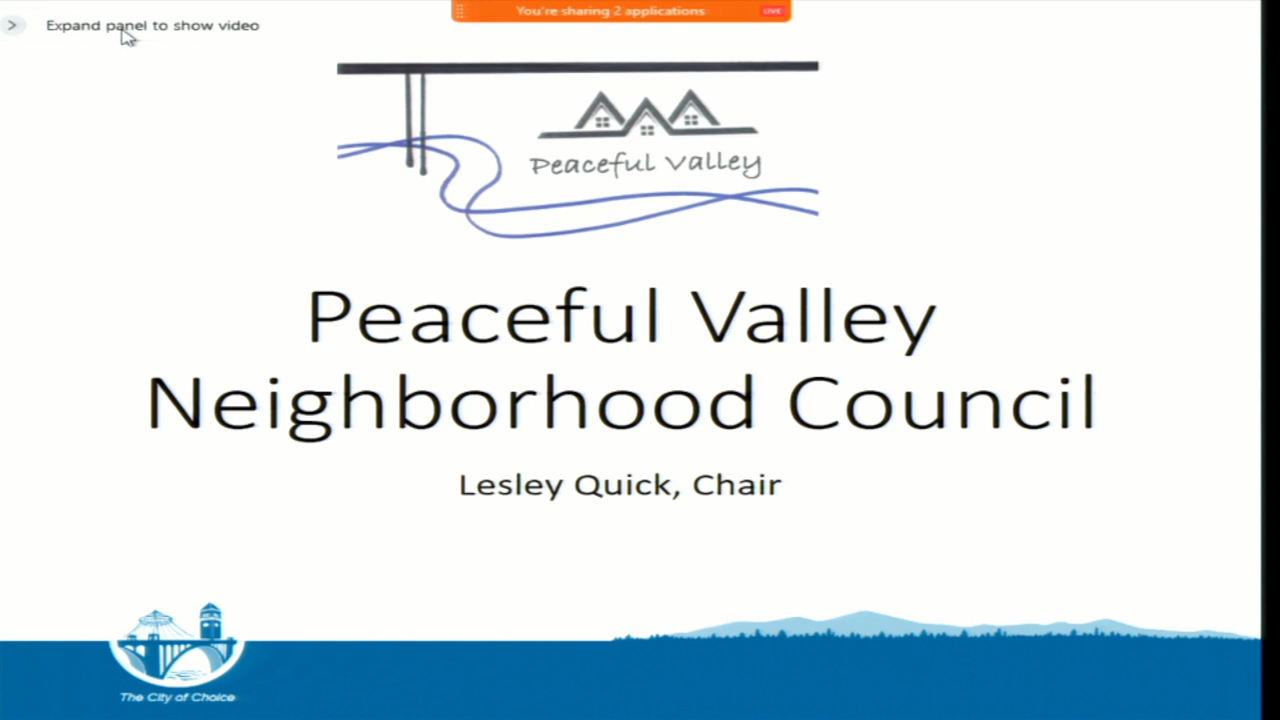 You're sharing 2 applications LIVE
> Expand panel to show video
Peaceful Valley
Peaceful Valley
Neighborhood Council
Lesley Quick, Chair
The City of Choice